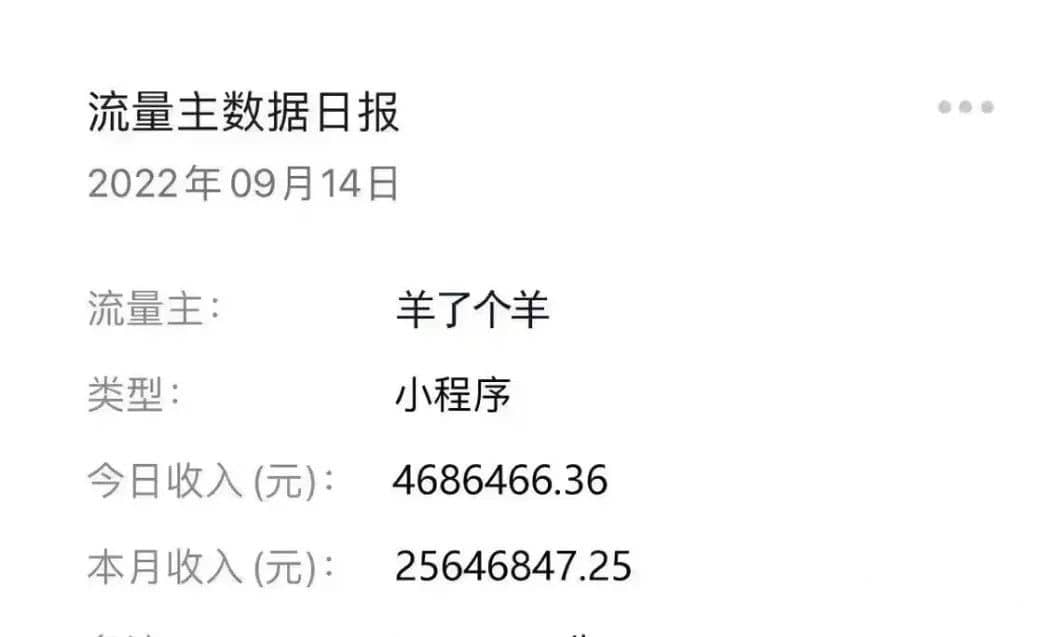 流量主数据日报
2022年09月14日
流量主: 羊了个羊
类型: 小程序
今日收入(元): 4686466.36
本月收入(元): 25646847.25